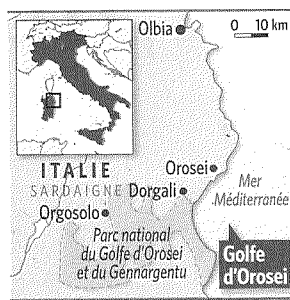 Olbia
0 10 km
ITALIE
SARDAIGNE
Orosei
Dorgali
Mer
Méditerranée
Orgosolo
Parc national
du Golfe d'Orosei
et du Gennargentu
Golfe
d'Orosei